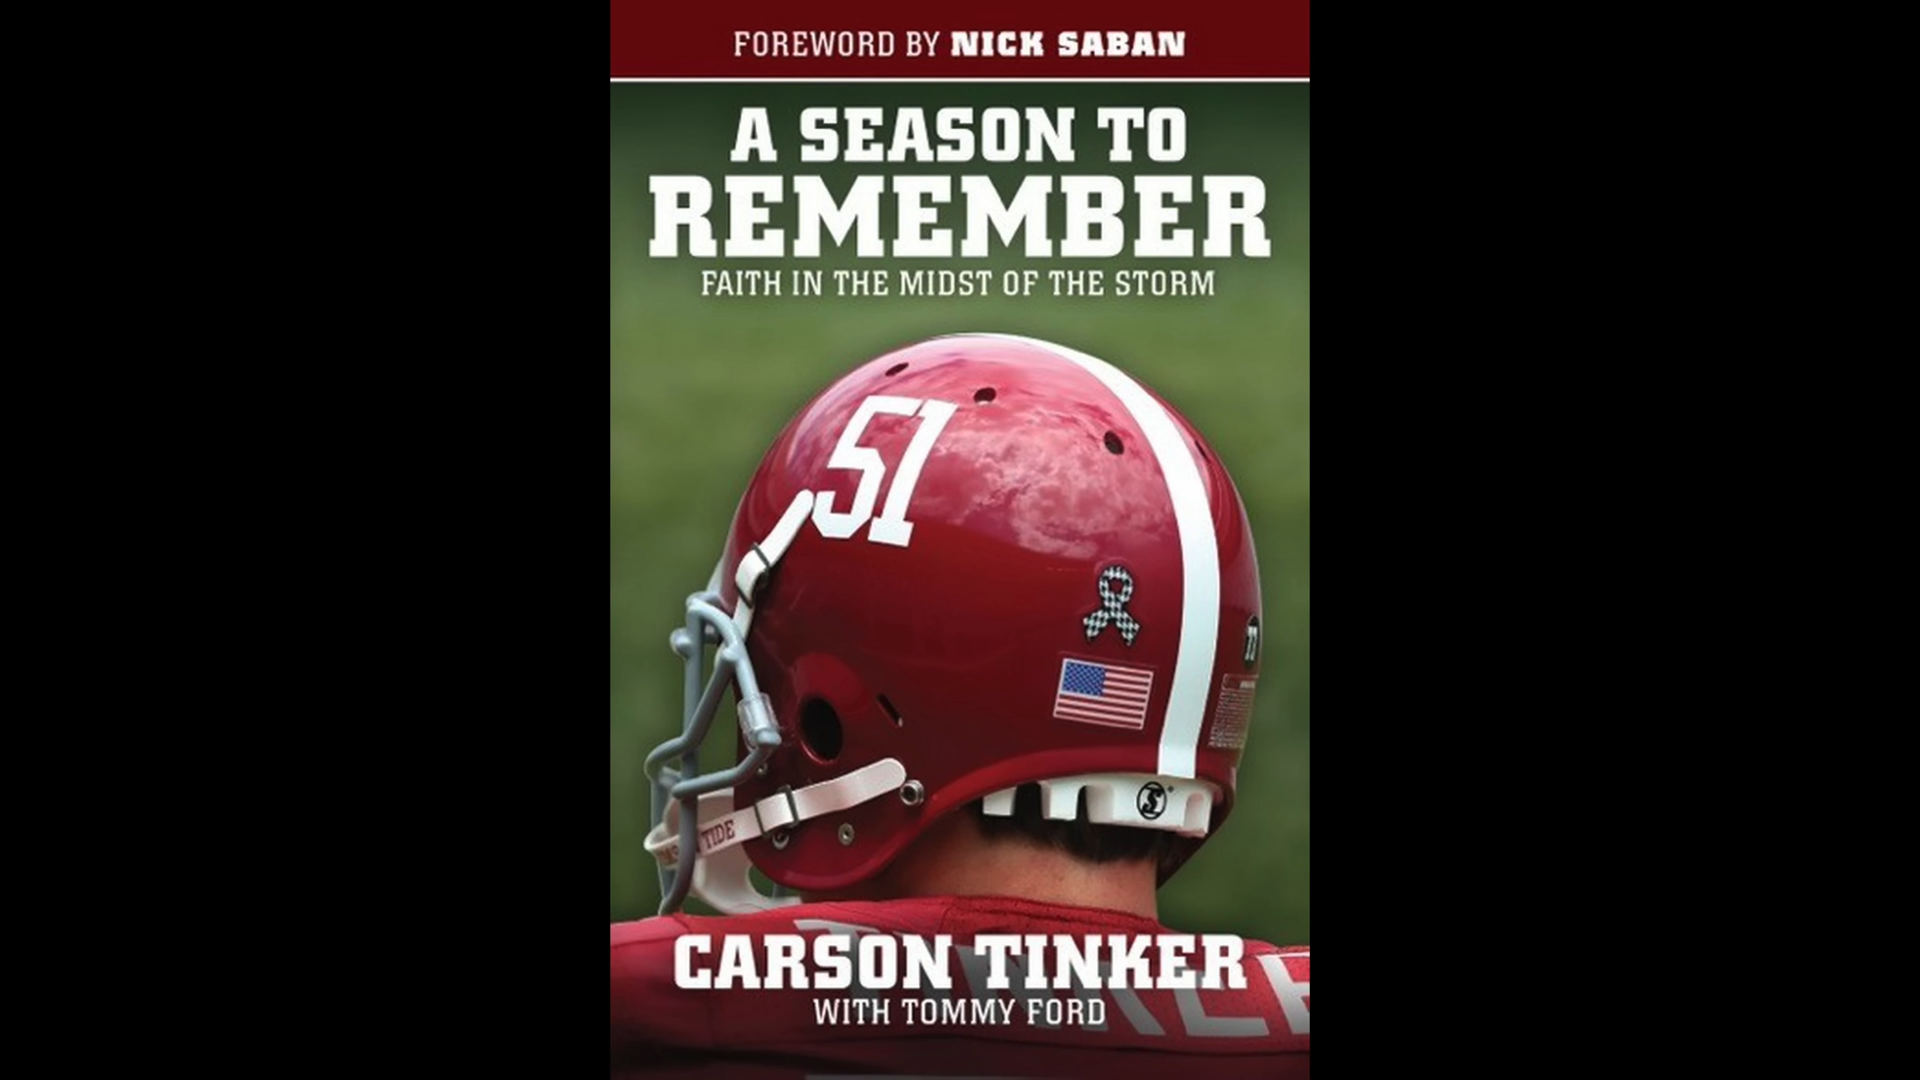 FOREWORD BY NICK SABAN
A SEASON TO
REMEMBER
FAITH IN THE MIDST OF THE STORM
51
TIDE
CARSON TINKER
WITH TOMMY FORD